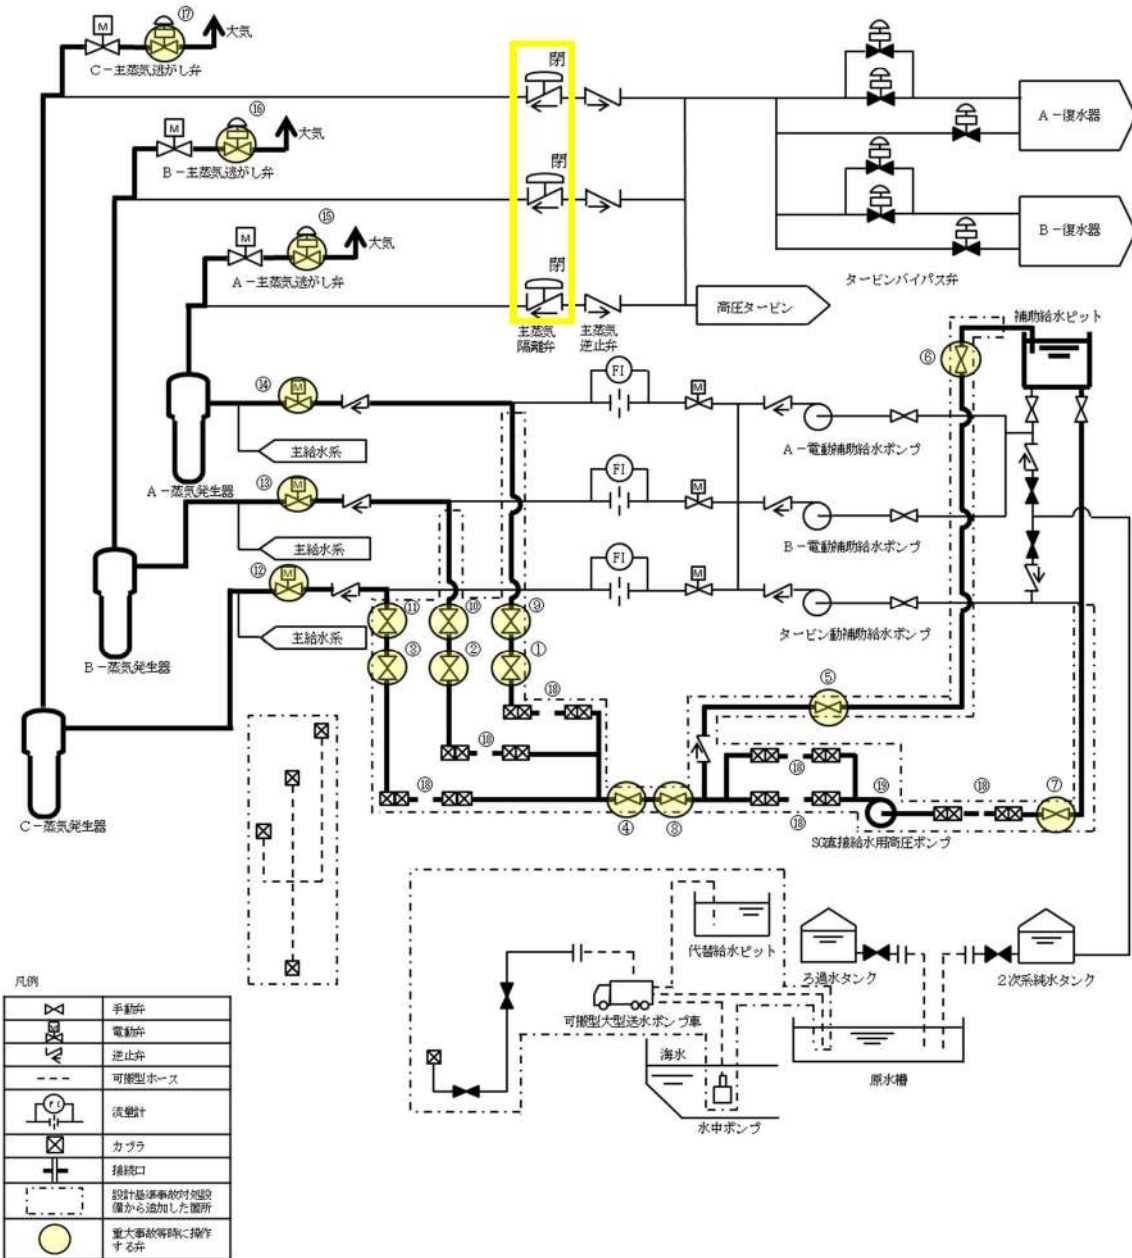 ⑰
M
大気
C－主蒸気逃がし弁
閉
A－復水器
⑯
M
大気
B－主蒸気逃がし弁
閉
B－復水器
⑮
M
大気
A－主蒸気逃がし弁
閉
タービンバイパス弁
高圧タービン
主蒸気
隔離弁
主蒸気
逆止弁
補助給水ピット
⑥
⑭
M
FI
M
主給水系
A－電動補助給水ポンプ
A－蒸気発生器
⑬
M
FI
M
主給水系
B－電動補助給水ポンプ
⑫
M
FI
M
主給水系
タービン動補助給水ポンプ
B－蒸気発生器
⑪
⑩
⑨
③
②
①
⑤
⑱
⑱
⑱
⑱
⑱
⑱
④
⑧
⑲
⑦
C－蒸気発生器
SG直接給水用高圧ポンプ
代替給水ピット
ろ過水タンク
2次系純水タンク
可搬型大型送水ポンプ車
海水
原水槽
水中ポンプ
凡例
手動弁
M
電動弁
逆止弁
可搬型ホース
FI
流量計
カプラ
接続口
設計基準事故対処設
備から追加した箇所
重大事故等時に操作
する弁